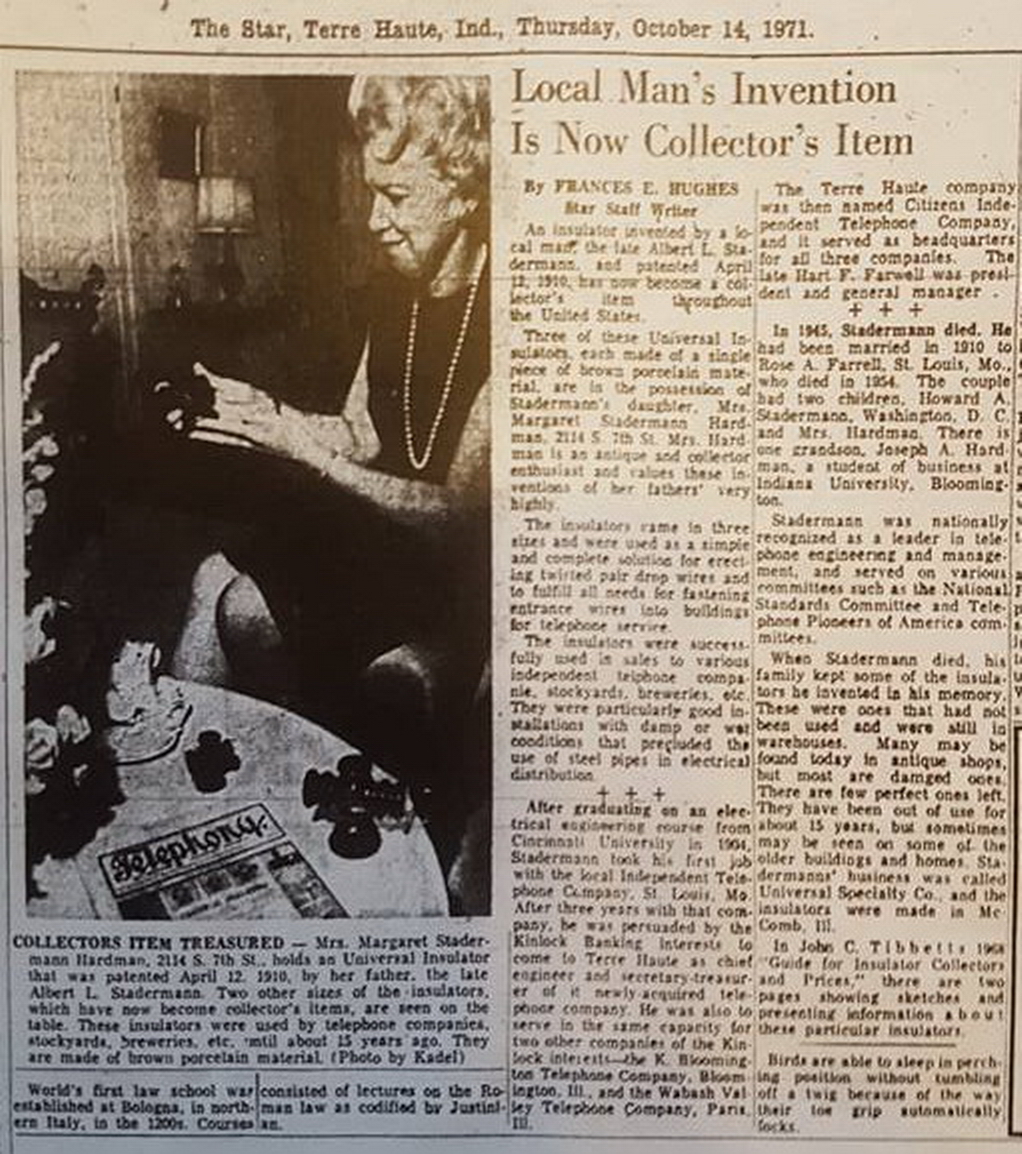 The Star, Terre Haute, Ind., Thursday, October 14, 1971.
Local Man's Invention
Is Now Collector's Item
By FRANCES E. HUGHES
Star Staff Writer
An insulator invented by a lo-
cal man, the late Albert L. Sta-
dermann, and patented April
12, 1910, has now become a col-
lector's item throughout
the United States.
Three of these Universal In-
sulators, each made of a single
piece of brown porcelain mate-
rial, are in the possession of
Stadermann's daughter, Mrs.
Margaret Stadermann Hard-
man, 2114 S. 7th St. Mrs. Hard-
man is an antique and collector
enthusiast and values these in-
ventions of her fathers' very
highly.
The insulators came in three
sizes and were used as a simple
and complete solution for erect-
ing twisted pair drop wires and
to fulfill all needs for fastening
entrance wires into buildings
for telephone service.
The insulators were success-
fully used in sales to various
independent telphone compa-
nie, stockyards, breweries, etc.
They were particularly good in-
stallations with damp or wet
conditions that precluded the
use of steel pipes in electrical
distribution.
+ + +
After graduating on an elec-
trical engineering course from
Cincinnati University in 1904,
Stadermann took his first job
with the local Independent Tele-
phone Company, St. Louis, Mo.
After three years with that com-
pany, he was persuaded by the
Kinlock Banking Interests to
come to Terre Haute as chief
engineer and secretary-treasur-
er of it newly-acquired tele-
phone company. He was also to
serve in the same capacity for
two other companies of the Kin-
lock interests—the K. Blooming-
ton Telephone Company, Bloom-
ington, Ill., and the Wabash Val-
ley Telephone Company, Paris,
Ill.
The Terre Haute company
was then named Citizens Inde-
pendent Telephone Company,
and it served as headquarters
for all three companies. The
late Hart F. Farwell was presi-
dent and general manager .
+ + +
In 1945, Stadermann died. He
had been married in 1910 to
Rose A. Farrell, St. Louis, Mo.,
who died in 1954. The couple
had two children, Howard A.
Stadermann, Washington, D. C.
and Mrs. Hardman. There is
one grandson, Joseph A. Hard-
man, a student of business at
Indiana University, Blooming-
ton.
Stadermann was nationally
recognized as a leader in tele-
phone engineering and manage-
ment, and served on various
committees such as the National
Standards Committee and Tele-
phone Pioneers of America com-
mittees.
When Stadermann died, his
family kept some of the insula-
tors he invented in his memory.
These were ones that had not
been used and were still in
warehouses. Many may be
found today in antique shops,
but most are damged ones.
There are few perfect ones left.
They have been out of use for
about 15 years, but sometimes
may be seen on some of the
older buildings and homes. Sta-
dermanns' business was called
Universal Specialty Co., and the
insulators were made in Mc
Comb, Ill.
In John C. Tibbetts 1968
"Guide for Insulator Collectors
and Prices," there are two
pages showing sketches and
presenting information about
these particular insulators.
Birds are able to sleep in perch-
ing position without tumbling
off a twig because of the way
their toe grip automatically
locks.
Telephony
COLLECTORS ITEM TREASURED — Mrs. Margaret Stader-
mann Hardman, 2114 S. 7th St., holds an Universal Insulator
that was patented April 12, 1910, by her father, the late
Albert L. Stadermann. Two other sizes of the insulators,
which have now become collector's items, are seen on the
table. These insulators were used by telephone companies,
stockyards, breweries, etc. until about 15 years ago. They
are made of brown porcelain material. (Photo by Kadel)
World's first law school was
established at Bologna, in north-
ern Italy, in the 1200s. Courses
consisted of lectures on the Ro-
man law as codified by Justini-
an.